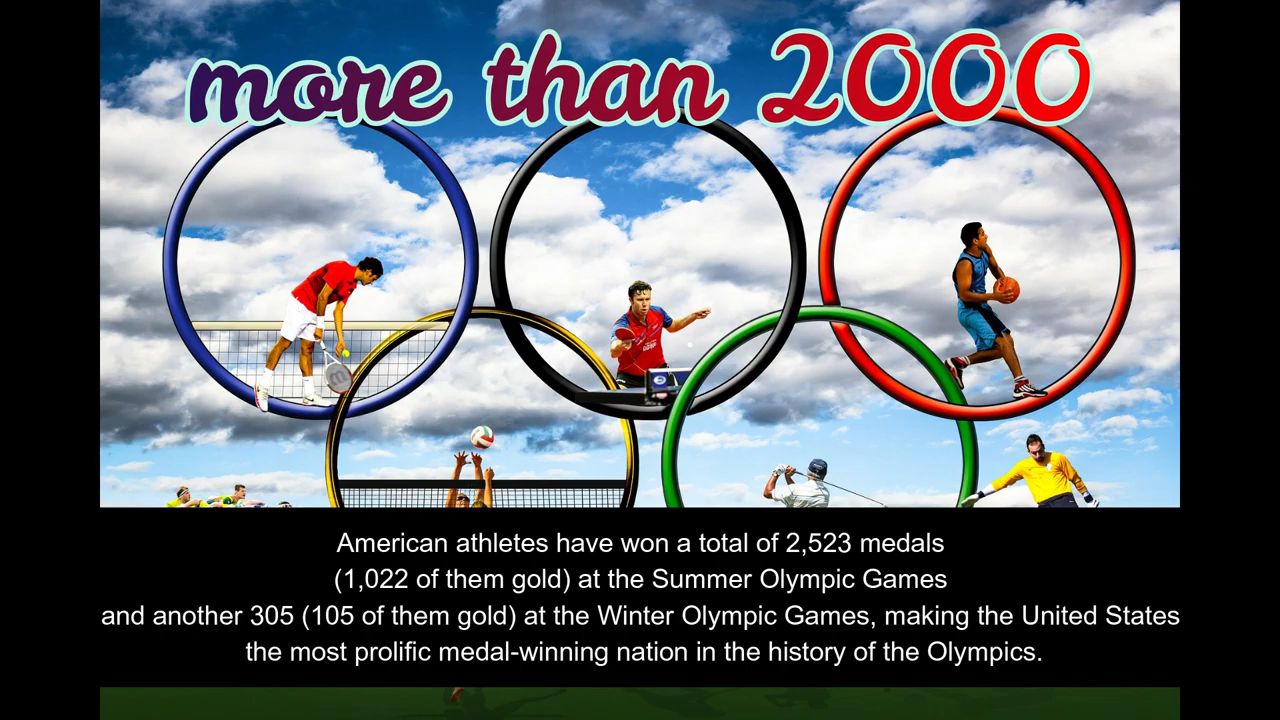 more than 2000
American athletes have won a total of 2,523 medals
(1,022 of them gold) at the Summer Olympic Games
and another 305 (105 of them gold) at the Winter Olympic Games, making the United States
the most prolific medal-winning nation in the history of the Olympics.